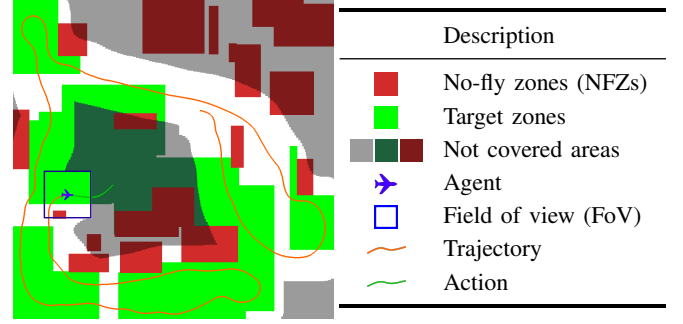 Description
No-fly zones (NFZs)
Target zones
Not covered areas
Agent
Field of view (FoV)
Trajectory
Action